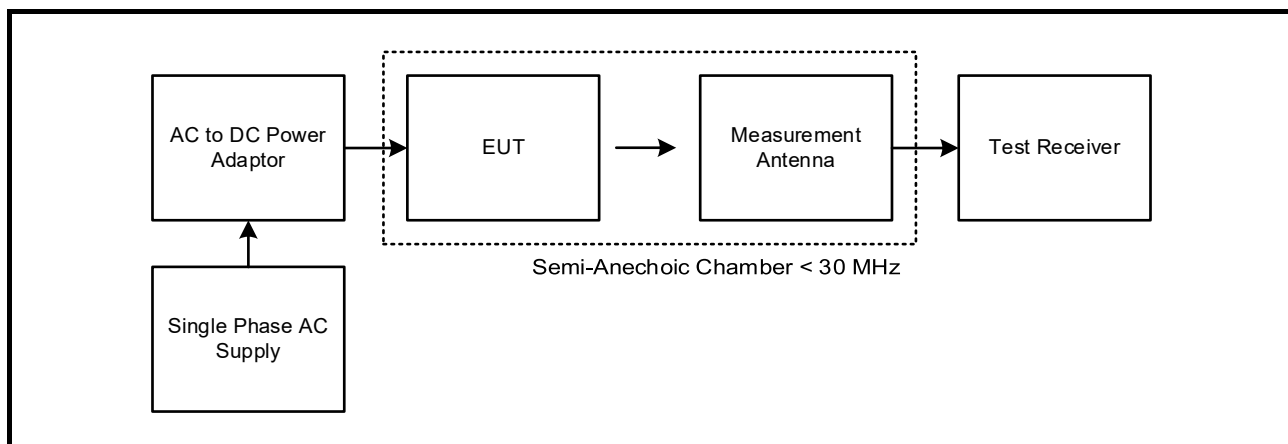 AC to DC Power
Adaptor
EUT
Measurement
Antenna
Test Receiver
Semi-Anechoic Chamber < 30 MHz
Single Phase AC
Supply